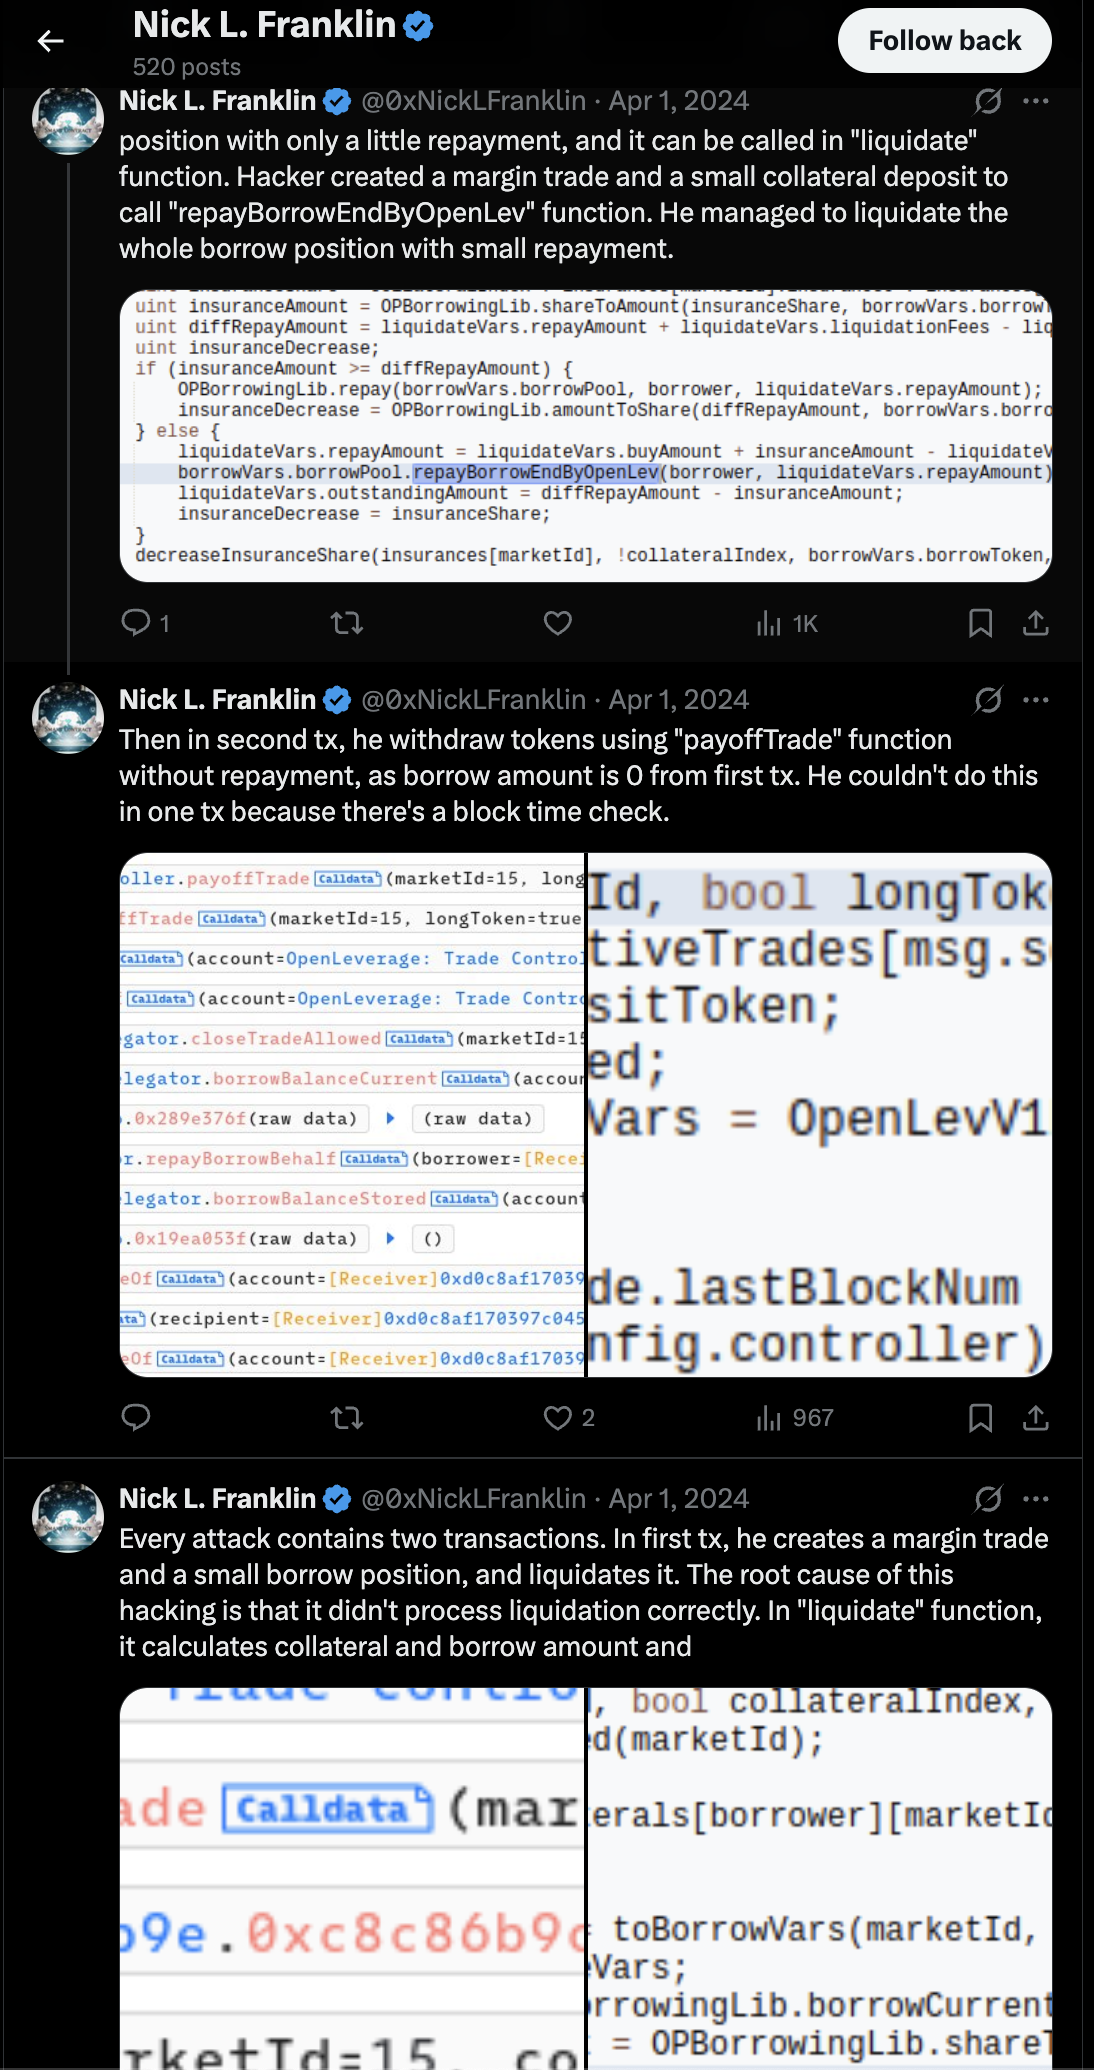 Nick L. Franklin
520 posts
Follow back
Nick L. Franklin @0xNickLFranklin · Apr 1, 2024
position with only a little repayment, and it can be called in "liquidate"
function. Hacker created a margin trade and a small collateral deposit to
call "repayBorrowEndByOpenLev" function. He managed to liquidate the
whole borrow position with small repayment.
uint insuranceAmount = OPBorrowingLib.shareToAmount(insuranceShare, borrowVars.borrow
uint diffRepayAmount = liquidateVars.repayAmount + liquidateVars.liquidationFees - liq
uint insuranceDecrease;
if (insuranceAmount >= diffRepayAmount) {
OPBorrowingLib.repay(borrowVars.borrowPool, borrower, liquidateVars.repayAmount);
insuranceDecrease = OPBorrowingLib.amountToShare(diffRepayAmount, borrowVars.borro
} else {
liquidateVars.repayAmount = liquidateVars.buyAmount + insuranceAmount - liquidateV
borrowVars.borrowPool.repayBorrowEndByOpenLev(borrower, liquidateVars.repayAmount)
liquidateVars.outstandingAmount = diffRepayAmount - insuranceAmount;
insuranceDecrease = insuranceShare;
}
decreaseInsuranceShare(insurances[marketId], !collateralIndex, borrowVars.borrowToken,
1 1K
Nick L. Franklin @0xNickLFranklin · Apr 1, 2024
Then in second tx, he withdraw tokens using "payoffTrade" function
without repayment, as borrow amount is 0 from first tx. He couldn't do this
in one tx because there's a block time check.
oller.payoffTrade Calldata (marketId=15, long
ffTrade Calldata (marketId=15, longToken=true
Calldata (account=OpenLeverage: Trade Contro
Calldata (account=OpenLeverage: Trade Contro
gator.closeTradeAllowed Calldata (marketId=15
legator.borrowBalanceCurrent Calldata (accoun
.0x289e376f(raw data) (raw data)
r.repayBorrowBehalf Calldata (borrower=[Recei
legator.borrowBalanceStored Calldata (account
.0x19ea053f(raw data) ()
eOf Calldata (account=[Receiver]0xd0c8af17039
ata (recipient=[Receiver]0xd0c8af170397c045
eOf Calldata (account=[Receiver]0xd0c8af17039
Id, bool longTok
tiveTrades[msg.s
sitToken;
ed;
Vars = OpenLevV1
de.lastBlockNum
nfig.controller)
2 967
Nick L. Franklin @0xNickLFranklin · Apr 1, 2024
Every attack contains two transactions. In first tx, he creates a margin trade
and a small borrow position, and liquidates it. The root cause of this
hacking is that it didn't process liquidation correctly. In "liquidate" function,
it calculates collateral and borrow amount and
Trade Contro
ade Calldata (mar
b9e.0xc8c86b9c
rketId=15, co
, bool collateralIndex,
ed(marketId);
erals[borrower][marketId
= toBorrowVars(marketId,
Vars;
rrowingLib.borrowCurrent
= OPBorrowingLib.shareT